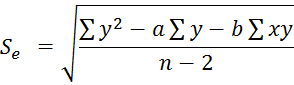 S_e = √((∑ y² − a ∑ y − b ∑ xy) / (n − 2))